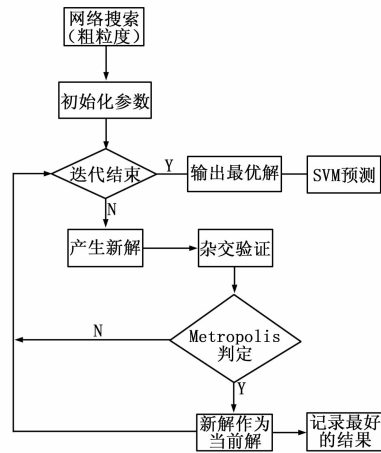 网络搜索
(粗粒度)
初始化参数
迭代结束
Y
输出最优解
SVM预测
N
产生新解
杂交验证
N
Metropolis
判定
Y
新解作为
当前解
记录最好
的结果